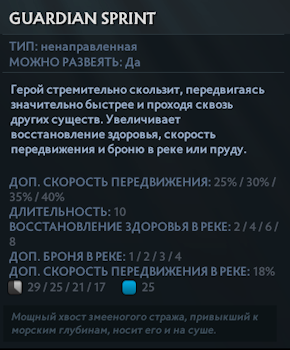 GUARDIAN SPRINT
ТИП: ненаправленная
МОЖНО РАЗВЕЯТЬ: Да
Герой стремительно скользит, передвигаясь
значительно быстрее и проходя сквозь
других существ. Увеличивает
восстановление здоровья, скорость
передвижения и броню в реке или пруду.
ДОП. СКОРОСТЬ ПЕРЕДВИЖЕНИЯ: 25% / 30% /
35% / 40%
ДЛИТЕЛЬНОСТЬ: 10
ВОССТАНОВЛЕНИЕ ЗДОРОВЬЯ В РЕКЕ: 2 / 4 / 6 /
8
ДОП. БРОНЯ В РЕКЕ: 1 / 2 / 3 / 4
ДОП. СКОРОСТЬ ПЕРЕДВИЖЕНИЯ В РЕКЕ: 18%
29 / 25 / 21 / 17 25
Мощный хвост змееногого стража, привыкший к
морским глубинам, носит его и на суше.